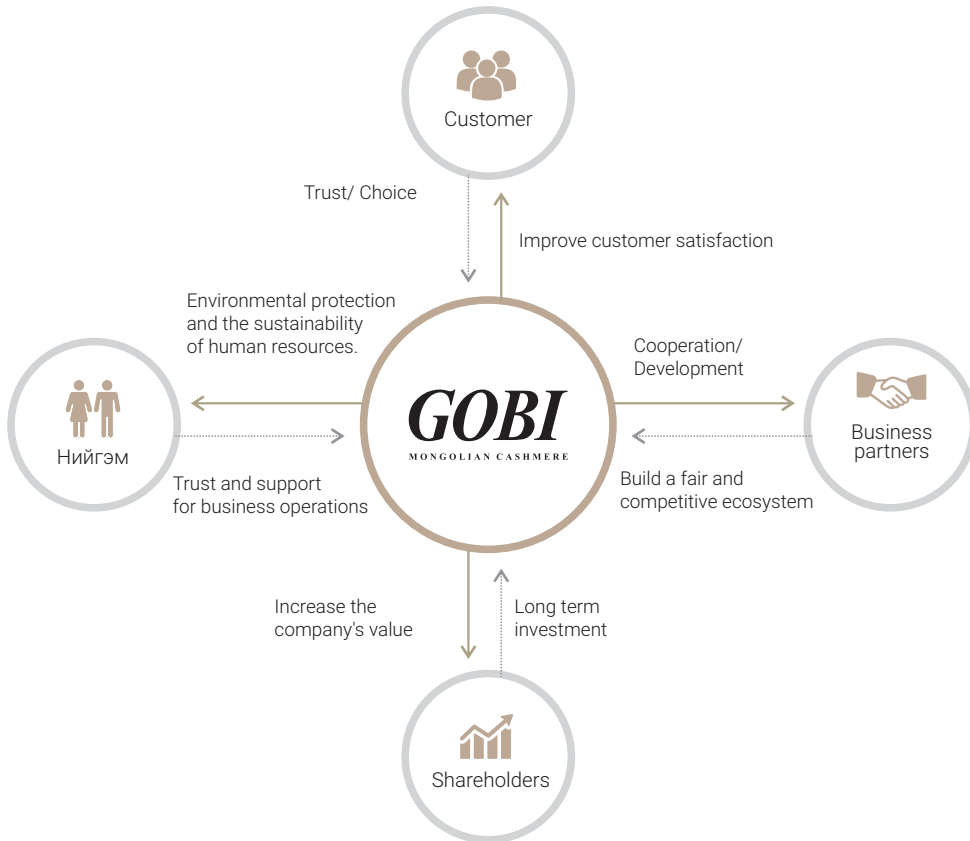 Customer
Trust/ Choice
Improve customer satisfaction
Environmental protection
and the sustainability
of human resources.
Cooperation/
Development
GOBI
MONGOLIAN CASHMERE
Нийгэм
Business
partners
Trust and support
for business operations
Build a fair and
competitive ecosystem
Increase the
company's value
Long term
investment
Shareholders